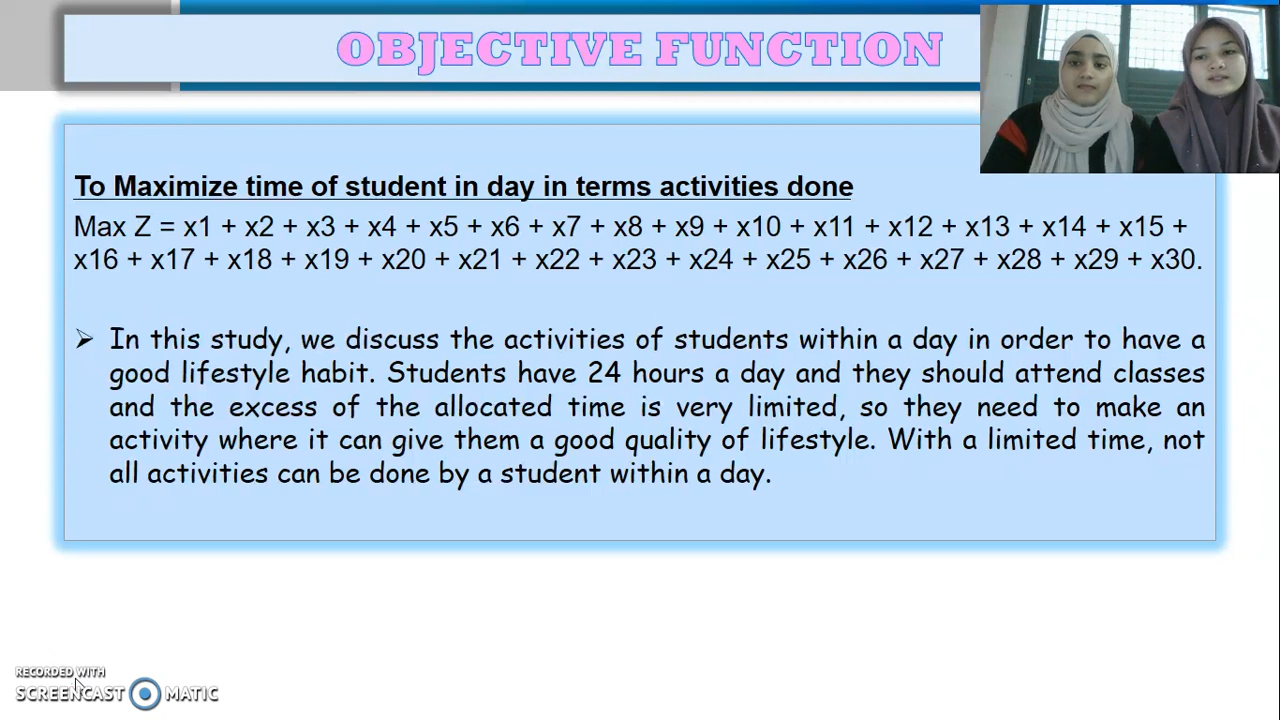 OBJECTIVE FUNCTION
To Maximize time of student in day in terms activities done
Max Z = x1 + x2 + x3 + x4 + x5 + x6 + x7 + x8 + x9 + x10 + x11 + x12 + x13 + x14 + x15 +
x16 + x17 + x18 + x19 + x20 + x21 + x22 + x23 + x24 + x25 + x26 + x27 + x28 + x29 + x30.
In this study, we discuss the activities of students within a day in order to have a
good lifestyle habit. Students have 24 hours a day and they should attend classes
and the excess of the allocated time is very limited, so they need to make an
activity where it can give them a good quality of lifestyle. With a limited time, not
all activities can be done by a student within a day.
RECORDED WITH
SCREENCAST MATIC